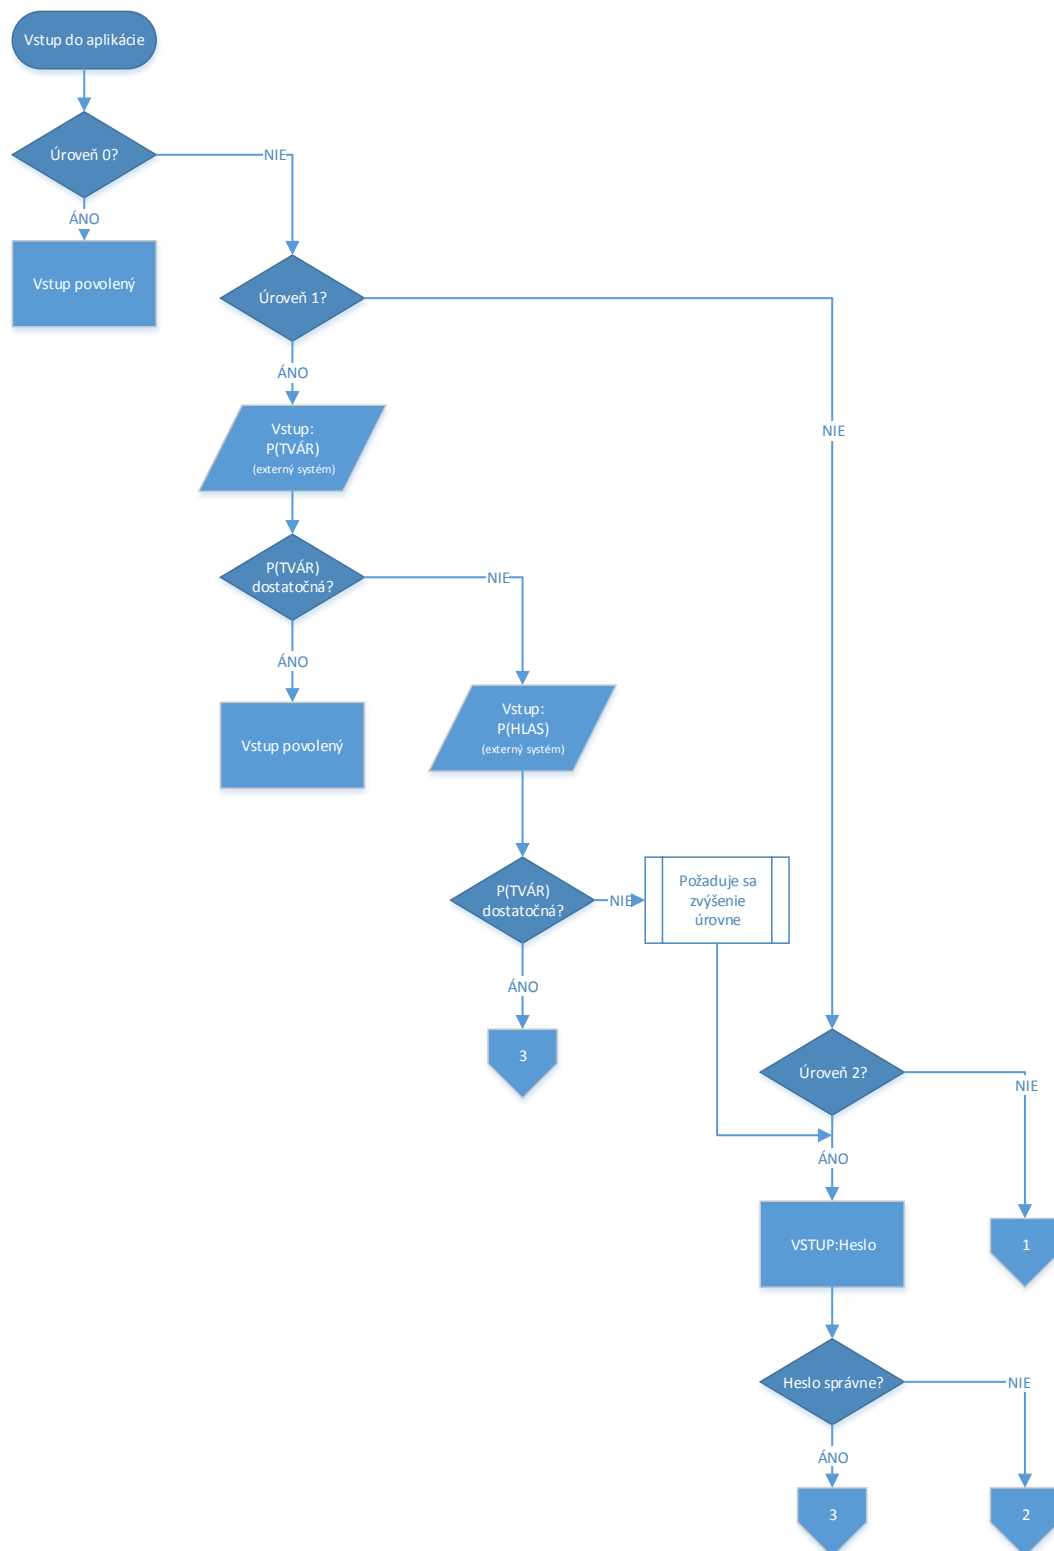 Vstup do aplikácie
Úroveň 0?
NIE
ÁNO
Vstup povolený
Úroveň 1?
ÁNO
NIE
Vstup:
P(TVÁR)
(externý systém)
P(TVÁR)
dostatočná?
NIE
ÁNO
Vstup povolený
Vstup:
P(HLAS)
(externý systém)
P(TVÁR)
dostatočná?
NIE
Požaduje sa
zvýšenie
úrovne
ÁNO
3
Úroveň 2?
NIE
ÁNO
VSTUP:Heslo
1
Heslo správne?
NIE
ÁNO
3
2